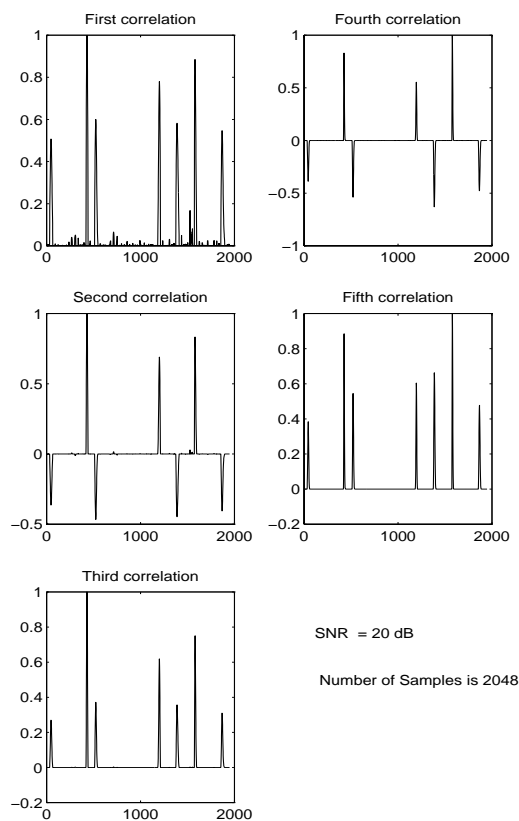 First correlation
1
0.8
0.6
0.4
0.2
0
0 1000 2000
Fourth correlation
1
0.5
0
−0.5
−1
0 1000 2000
Second correlation
1
0.5
0
−0.5
0 1000 2000
Fifth correlation
1
0.8
0.6
0.4
0.2
0
−0.2
0 1000 2000
Third correlation
1
0.8
0.6
0.4
0.2
0
−0.2
0 1000 2000
SNR = 20 dB
Number of Samples is 2048